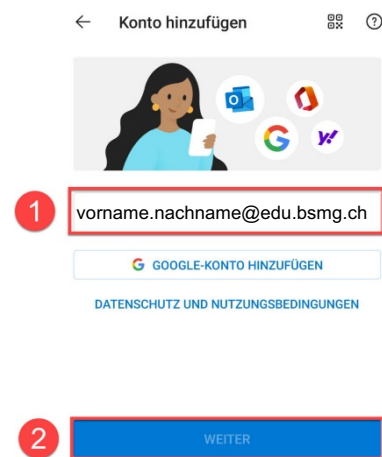 Konto hinzufügen
1
vorname.nachname@edu.bsmg.ch
G GOOGLE-KONTO HINZUFÜGEN
DATENSCHUTZ UND NUTZUNGSBEDINGUNGEN
2
WEITER